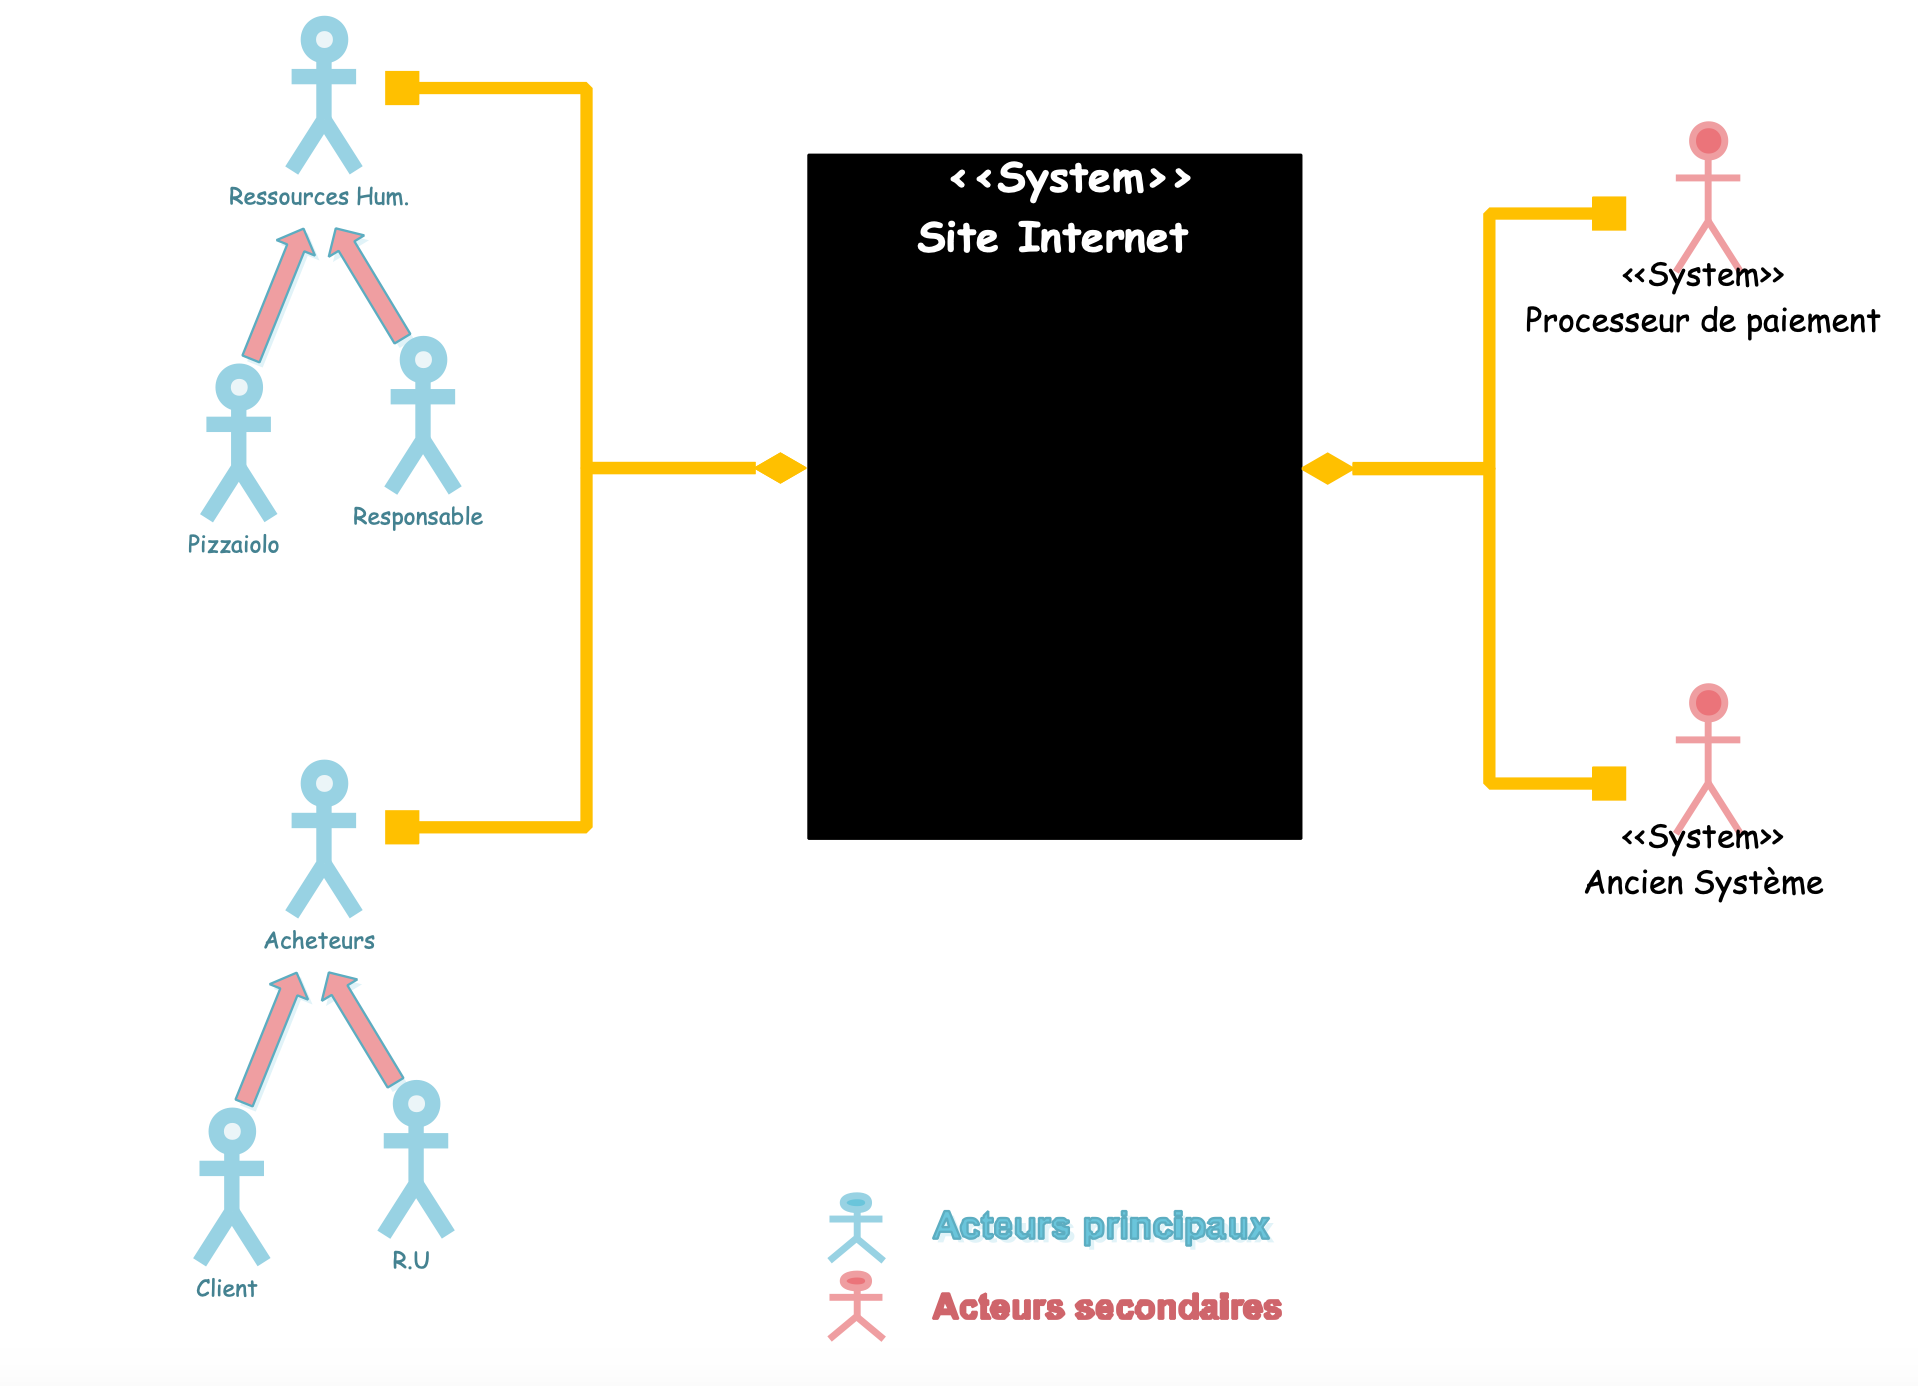 Ressources Hum.
Pizzaiolo
Responsable
Acheteurs
Client
R.U
<<System>>
Site Internet
<<System>>
Processeur de paiement
<<System>>
Ancien Système
Acteurs principaux
Acteurs secondaires